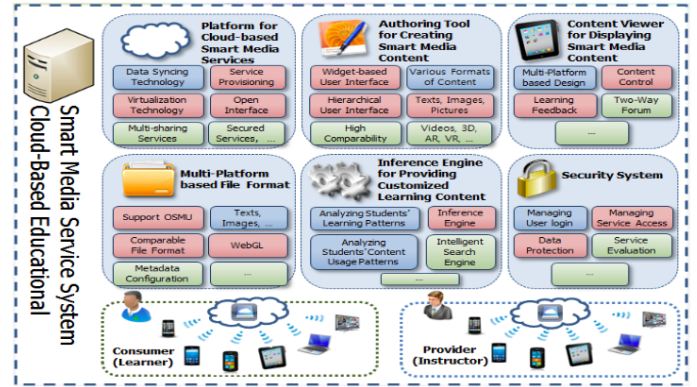 Cloud-Based Educational
Smart Media Service System
Platform for
Cloud-based
Smart Media
Services
Data Syncing
Technology
Service
Provisioning
Virtualization
Technology
Open
Interface
Multi-sharing
Services
Secured
Services, ...
Authoring Tool
for Creating
Smart Media
Content
Widget-based
User Interface
Various Formats
of Content
Hierarchical
User Interface
Texts, Images,
Pictures
High
Comparability
Videos, 3D,
AR, VR, ...
Content Viewer
for Displaying
Smart Media
Content
Multi-Platform
based Design
Content
Control
Learning
Feedback
Two-Way
Forum
...
Multi-Platform
based File Format
Support OSMU
Texts,
Images, ...
Comparable
File Format
WebGL
Metadata
Configuration
...
Inference Engine
for Providing
Customized
Learning Content
Analyzing Students'
Learning Patterns
Inference
Engine
Analyzing
Students'Content
Usage Patterns
Intelligent
Search
Engine
...
Security System
Managing
User login
Managing
Service Access
Data
Protection
Service
Evaluation
...
Consumer
(Learner)
Provider
(Instructor)